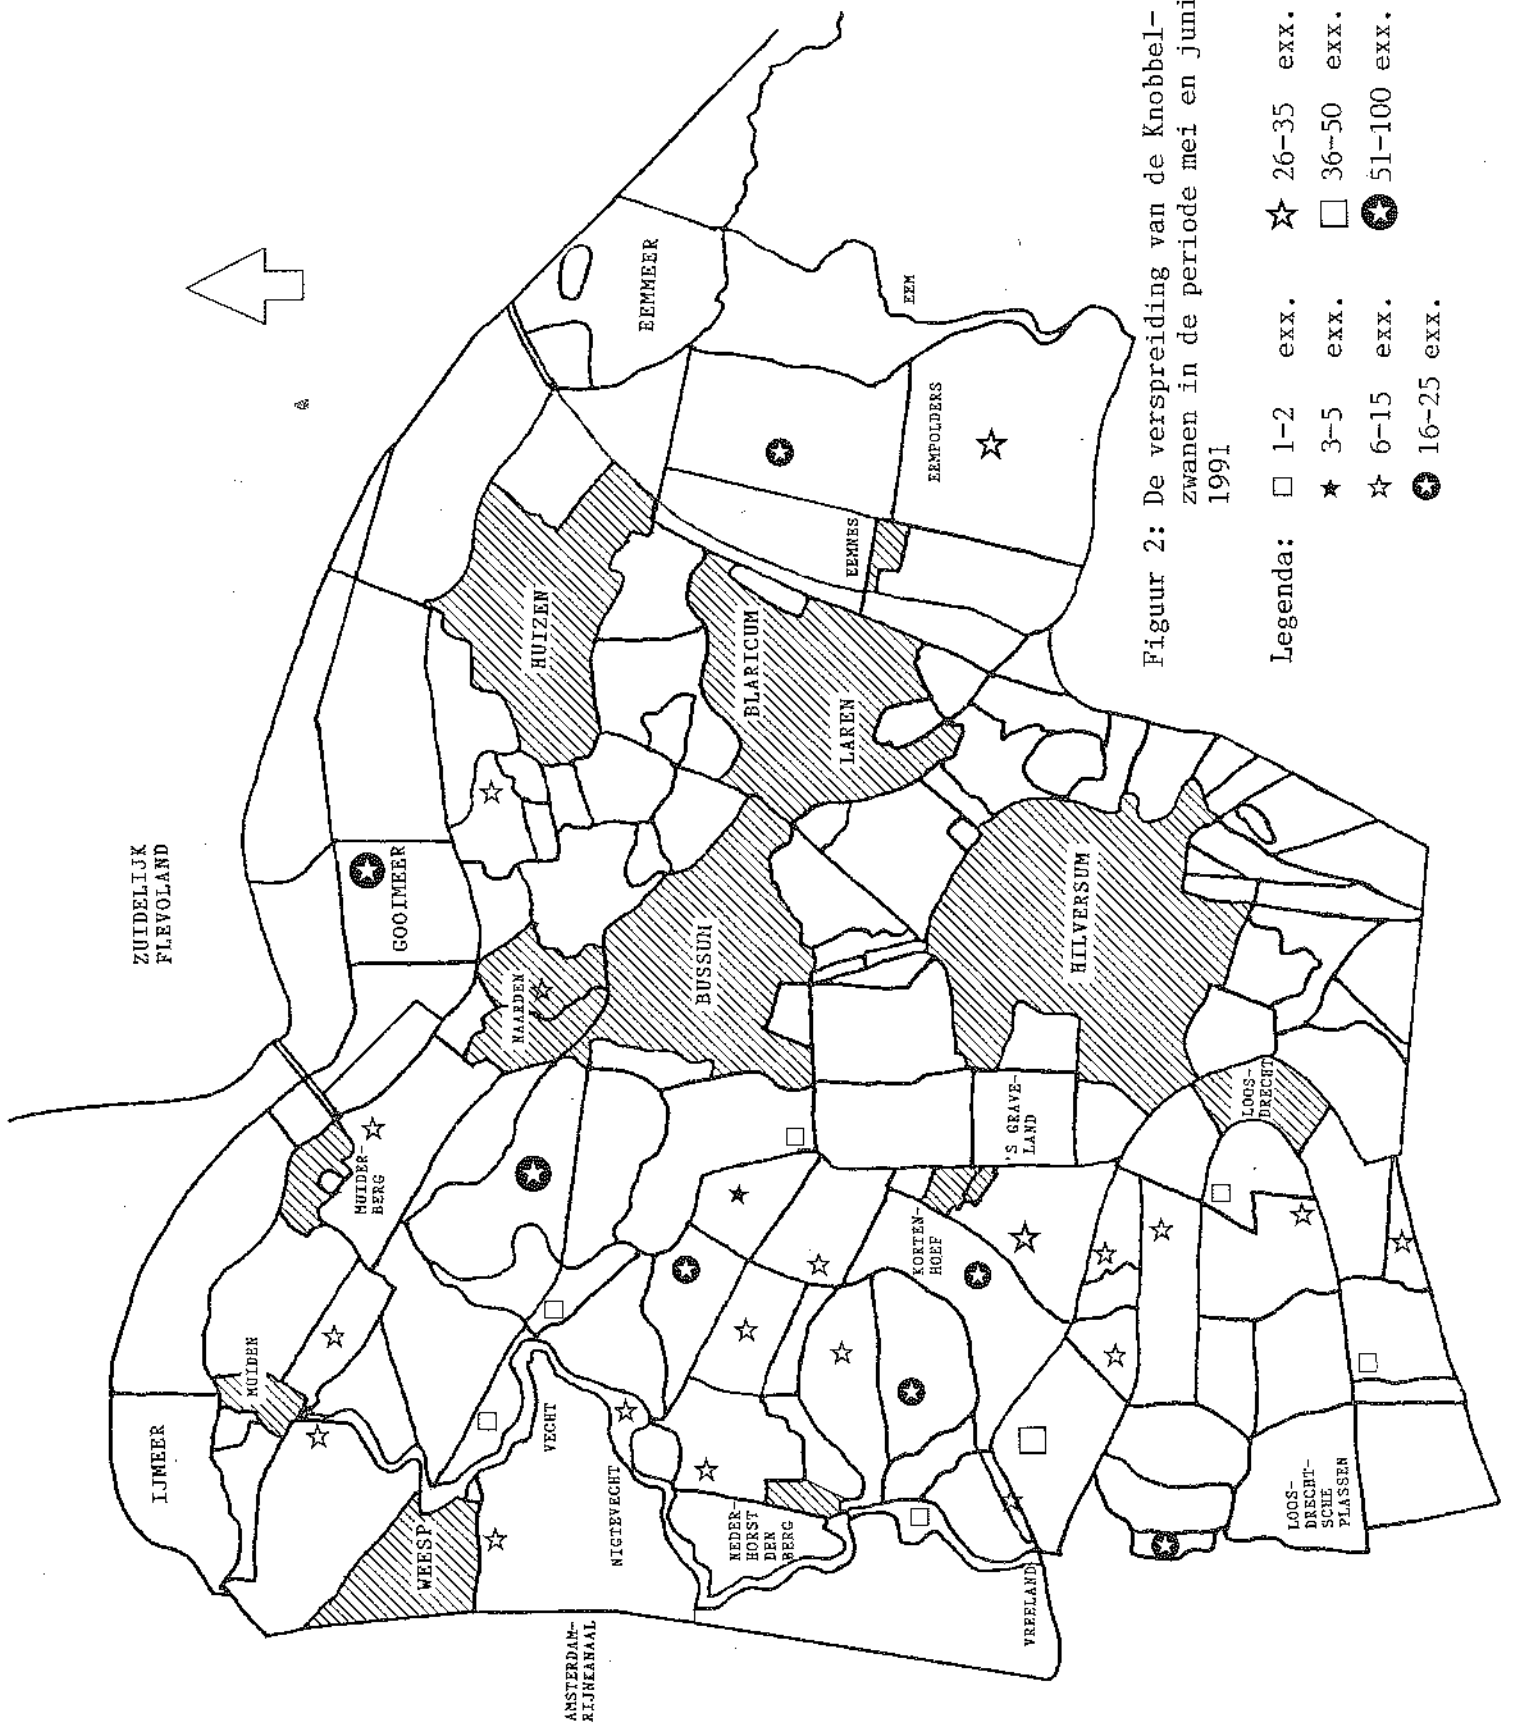 ZUIDELIJK
FLEVOLAND
IJMEER
MUIDEN
MUIDER-
BERG
GOOIMEER
NAARDEN
HUIZEN
EEMMEER
WEESP
VECHT
BUSSUM
BLARICUM
LAREN
EEMNES
EEM
EEMPOLDERS
AMSTERDAM-
RIJNKANAAL
NIGTEVECHT
NEDER-
HORST
DEN
BERG
KORTEN-
HOEF
'S GRAVE-
LAND
HILVERSUM
VREELAND
LOOS-
DRECHT
LOOS-
DRECHT-
SCHE
PLASSEN
Figuur 2: De verspreiding van de Knobbel-
zwanen in de periode mei en juni
1991
Legenda: 1-2 exx. 26-35 exx.
3-5 exx. 36-50 exx.
6-15 exx. 51-100 exx.
16-25 exx.